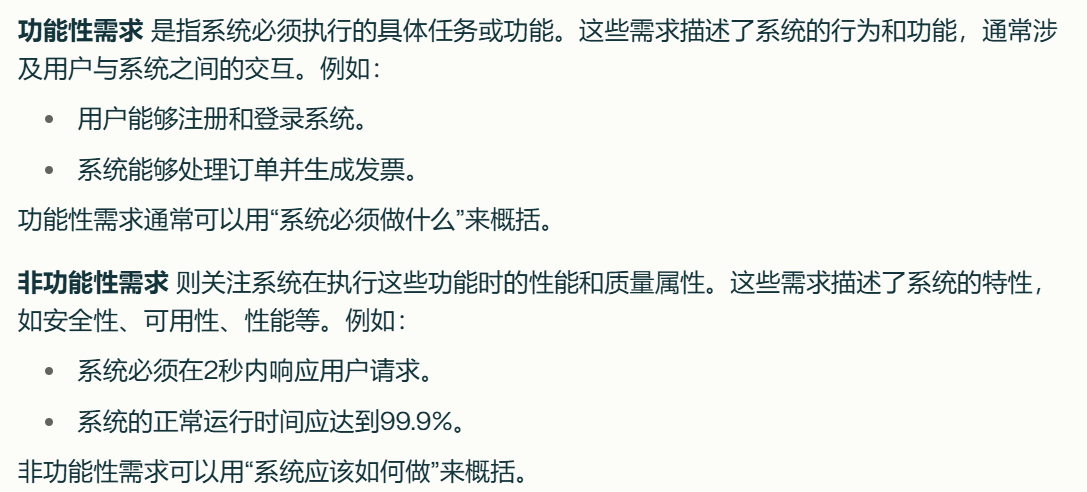 功能性需求 是指系统必须执行的具体任务或功能。这些需求描述了系统的行为和功能，通常涉
及用户与系统之间的交互。例如：
• 用户能够注册和登录系统。
• 系统能够处理订单并生成发票。
功能性需求通常可以用“系统必须做什么”来概括。
非功能性需求 则关注系统在执行这些功能时的性能和质量属性。这些需求描述了系统的特性，
如安全性、可用性、性能等。例如：
• 系统必须在2秒内响应用户请求。
• 系统的正常运行时间应达到99.9%。
非功能性需求可以用“系统应该如何做”来概括。